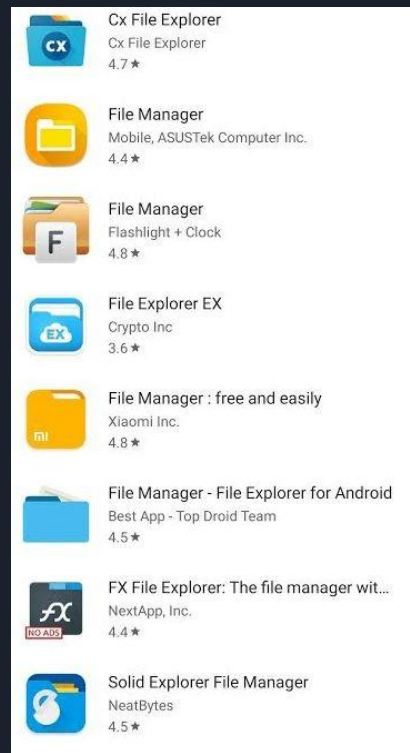 CX
Cx File Explorer
Cx File Explorer
4.7★
File Manager
Mobile, ASUSTek Computer Inc.
4.4★
F
File Manager
Flashlight + Clock
4.8★
EX
File Explorer EX
Crypto Inc
3.6★
mi
File Manager : free and easily
Xiaomi Inc.
4.8★
File Manager - File Explorer for Android
Best App - Top Droid Team
4.5★
FX
NO ADS
FX File Explorer: The file manager wit...
NextApp, Inc.
4.4★
S
Solid Explorer File Manager
NeatBytes
4.5★